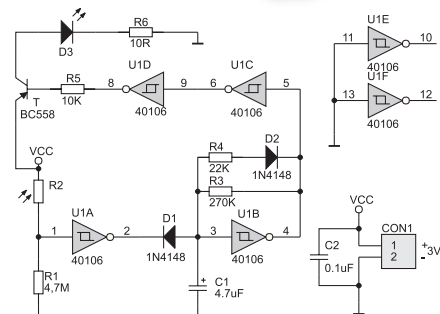 R6
10R
D3
U1E
11
10
40106
U1F
13
12
40106
U1D
U1C
R5
8
9
6
5
10K
40106
40106
T
BC558
R4
D2
22K
1N4148
R3
270K
VCC
R2
U1A
D1
U1B
1
2
3
4
40106
1N4148
40106
R1
4,7M
+
C1
4.7uF
VCC
CON1
C2
0.1uF
1
2
+
3V
-